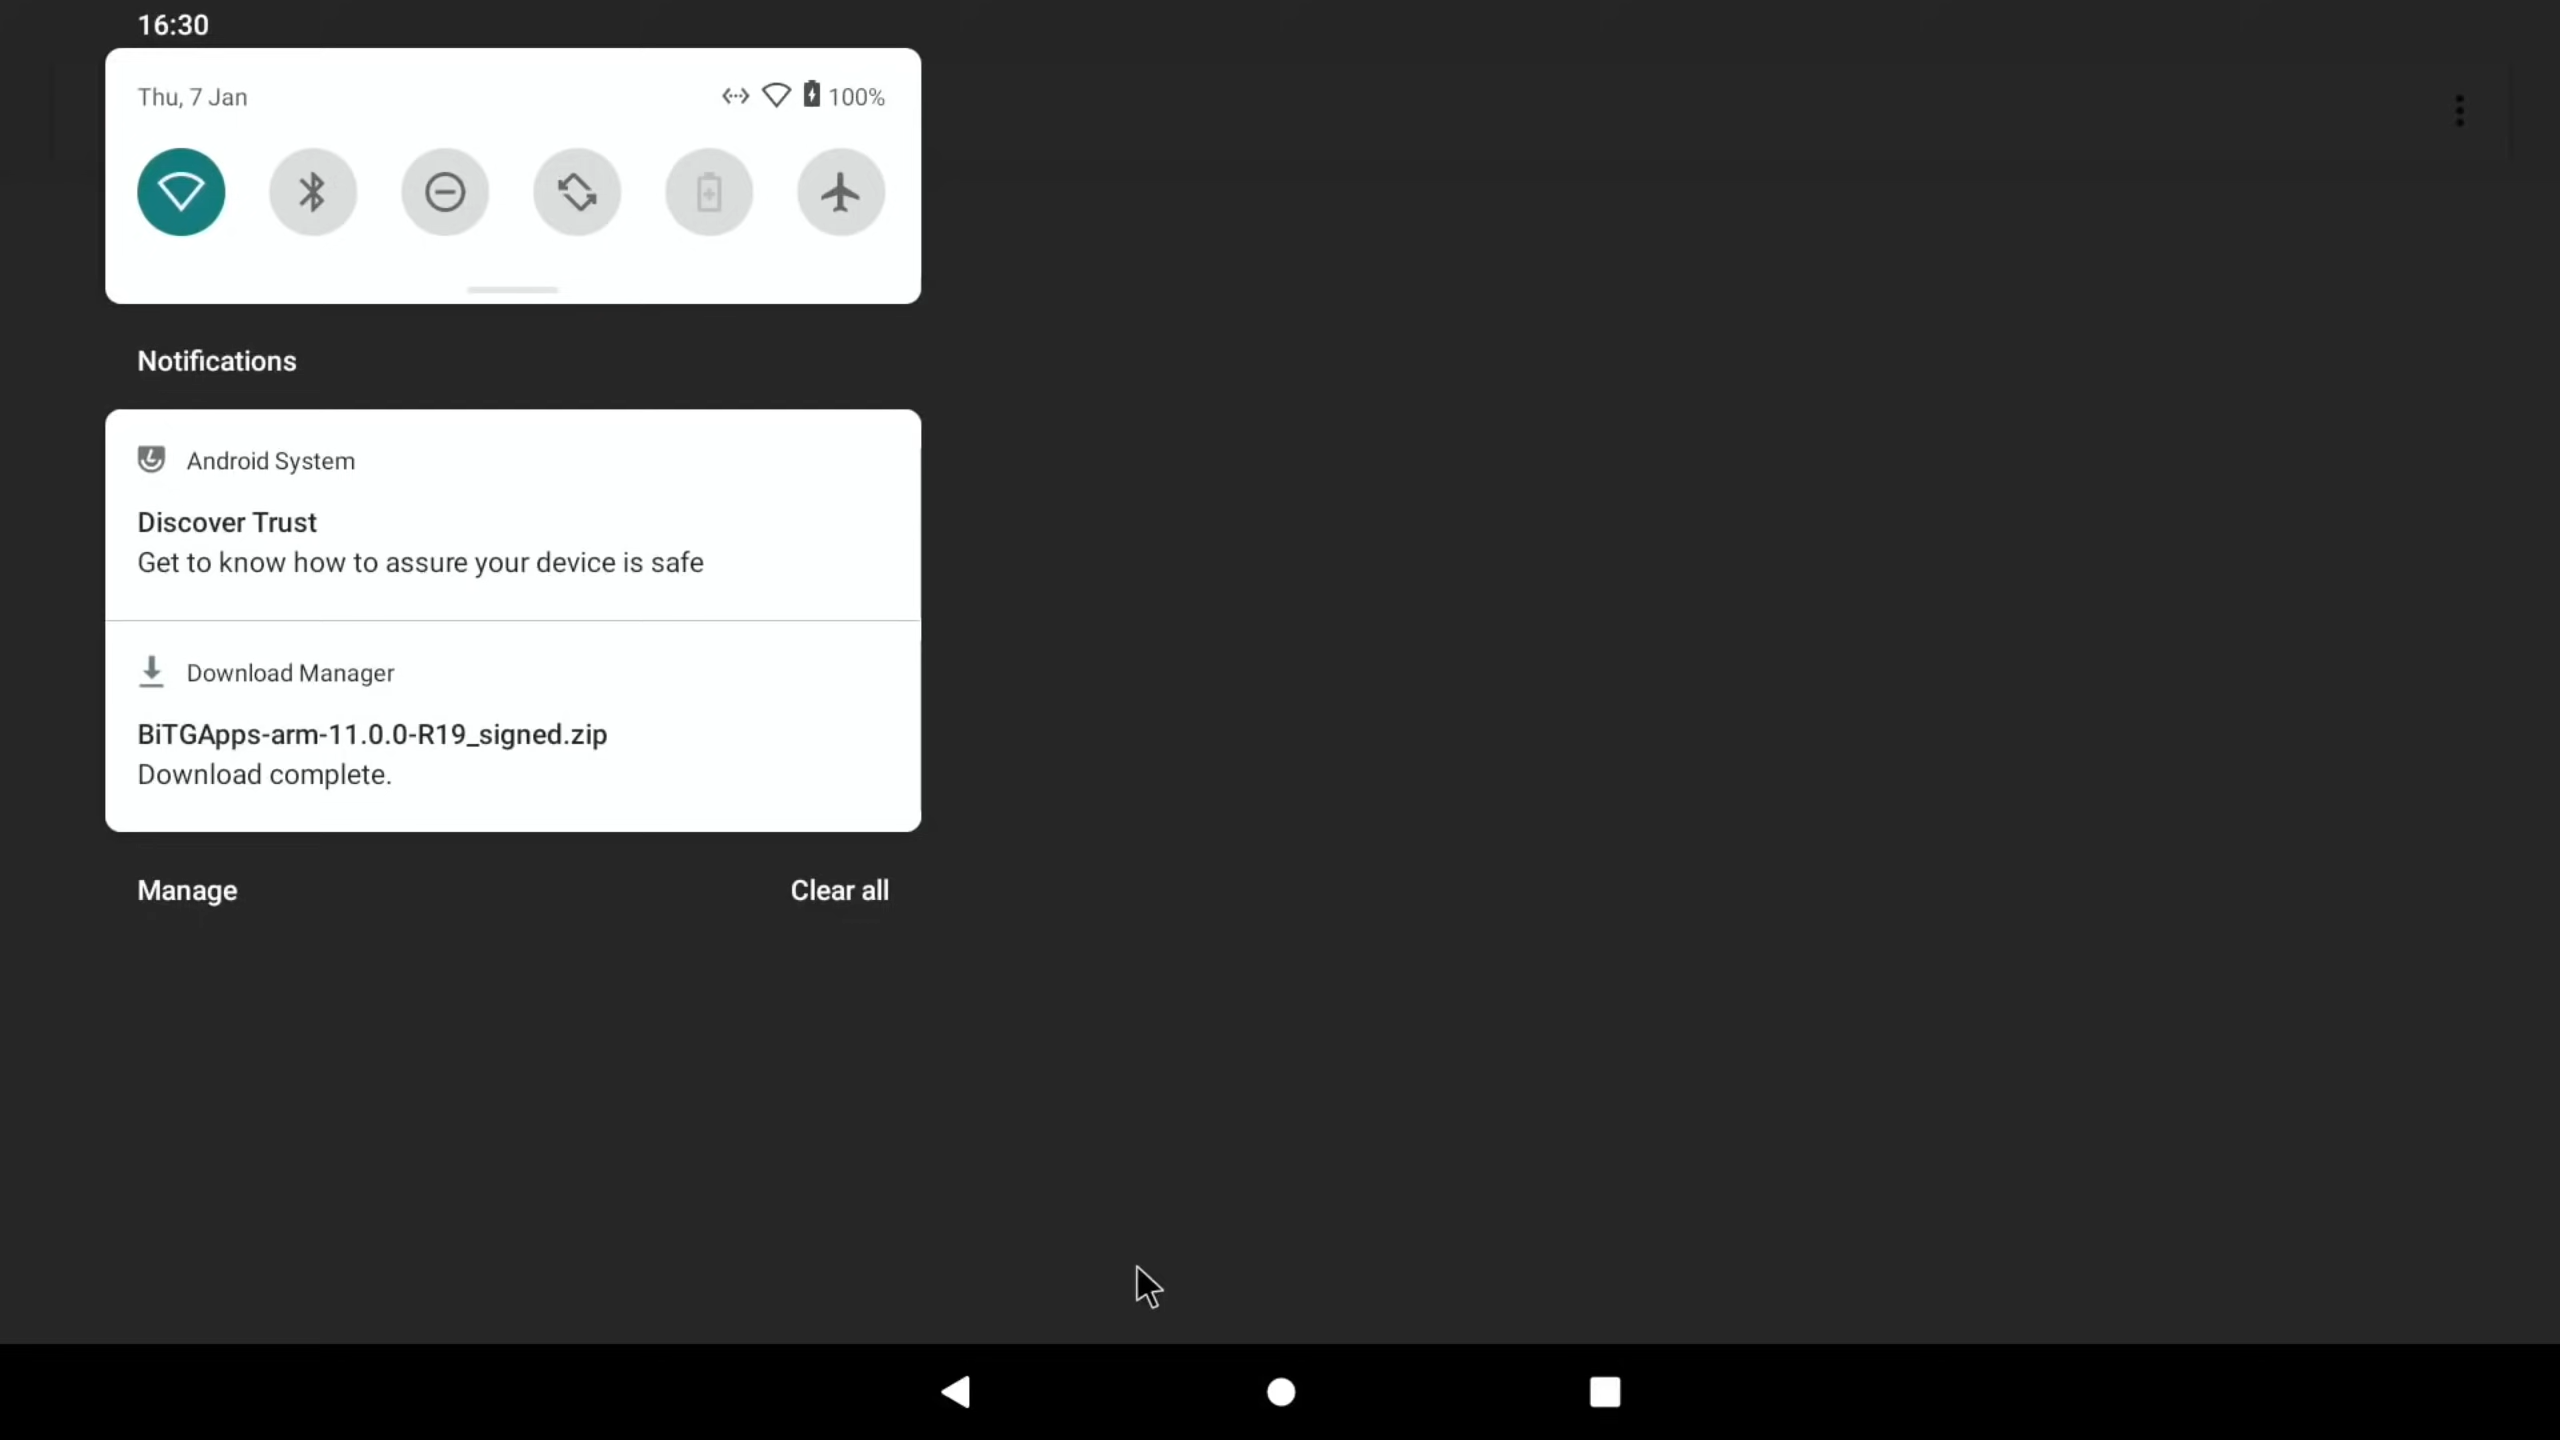 16:30
Thu, 7 Jan
100%
Notifications
Android System
Discover Trust
Get to know how to assure your device is safe
Download Manager
BiTGApps-arm-11.0.0-R19_signed.zip
Download complete.
Manage
Clear all